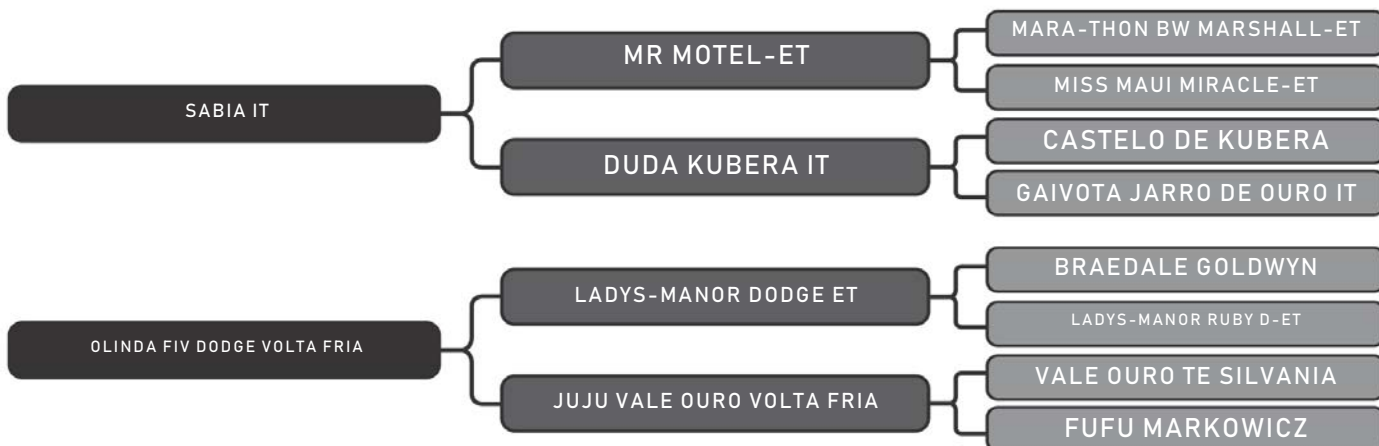 MARA-THON BW MARSHALL-ET
MR MOTEL-ET
MISS MAUI MIRACLE-ET
SABIA IT
CASTELO DE KUBERA
DUDA KUBERA IT
GAIVOTA JARRO DE OURO IT
BRAEDALE GOLDWYN
LADYS-MANOR DODGE ET
LADYS-MANOR RUBY D-ET
OLINDA FIV DODGE VOLTA FRIA
VALE OURO TE SILVANIA
JUJU VALE OURO VOLTA FRIA
FUFU MARKOWICZ